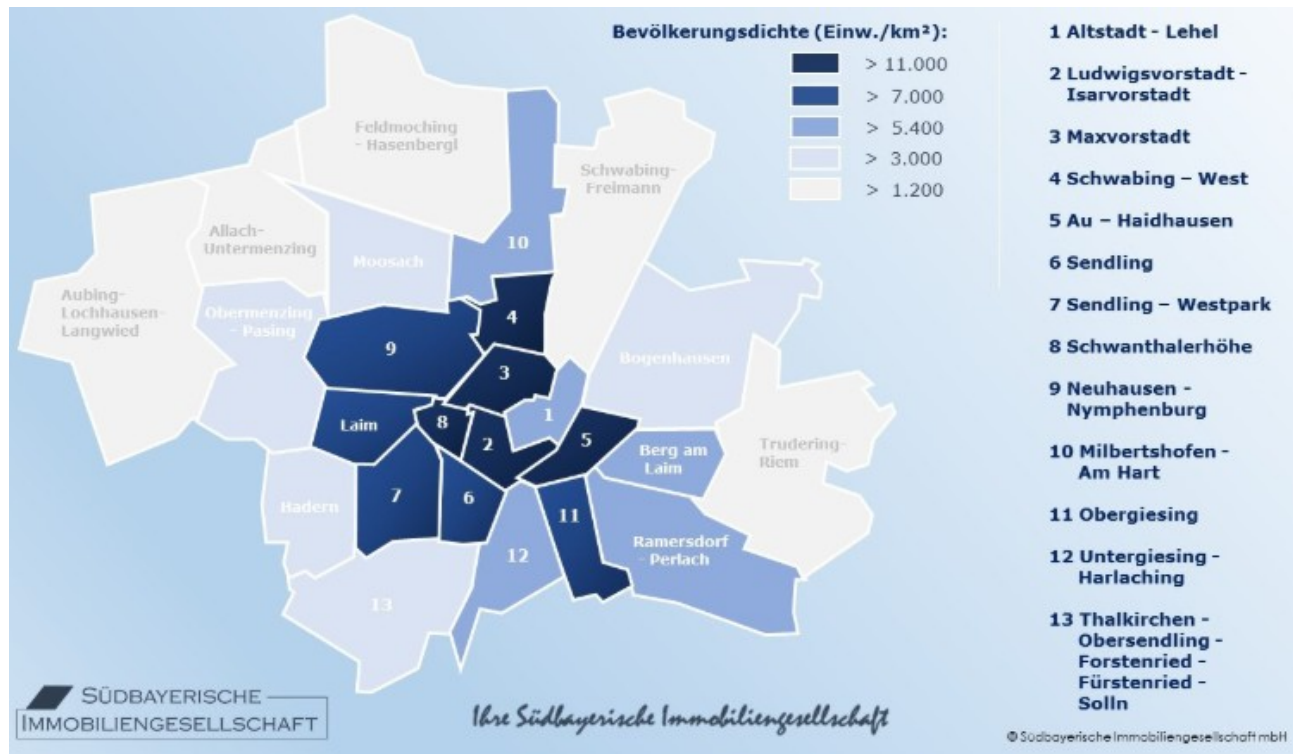 Bevölkerungsdichte (Einw./km²):
> 11.000
> 7.000
> 5.400
> 3.000
> 1.200
1 Altstadt - Lehel
2 Ludwigsvorstadt -
Isarvorstadt
3 Maxvorstadt
4 Schwabing – West
5 Au – Haidhausen
6 Sendling
7 Sendling – Westpark
8 Schwanthalerhöhe
9 Neuhausen -
Nymphenburg
10 Milbertshofen -
Am Hart
11 Obergiesing
12 Untergiesing -
Harlaching
13 Thalkirchen -
Obersendling -
Forstenried -
Fürstenried -
Solln
Feldmoching
- Hasenbergl
Schwabing-
Freimann
Allach-
Untermenzing
10
Moosach
Aubing-
Lochhausen-
Langwied
Obermenzing
- Pasing
4
9
Bogenhausen
3
Laim
8
1
2
5
Berg am
Laim
Trudering-
Riem
Badern
7
6
11
12
Ramersdorf
- Perlach
13
SÜDBAYERISCHE
IMMOBILIENGESELLSCHAFT
Ihre Südbayerische Immobiliengesellschaft
© Südbayerische Immobiliengesellschaft mbH